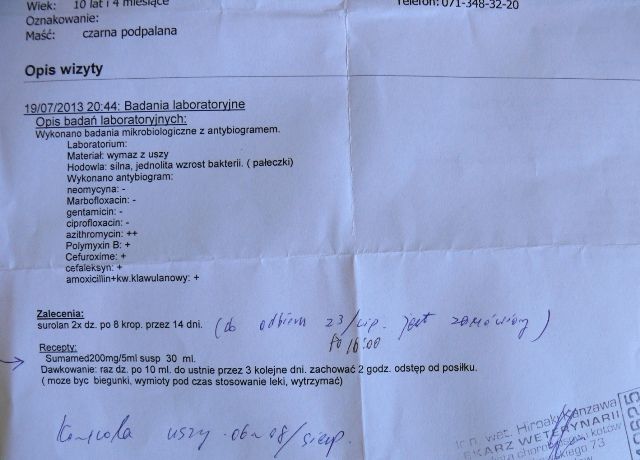 Wiek: 10 lat i 4 miesiące
Telefon: 071-348-32-20
Oznakowanie:
Maść: czarna podpalana
Opis wizyty
19/07/2013 20:44: Badania laboratoryjne
Opis badań laboratoryjnych:
Wykonano badania mikrobiologiczne z antybiogramem.
Laboratorium:
Materiał: wymaz z uszy
Hodowla: silna, jednolita wzrost bakterii. ( pałeczki)
Wykonano antybiogram:
neomycyna: -
Marbofloxacin: -
gentamicin: -
ciprofloxacin: -
azithromycin: ++
Polymyxin B: +
Cefuroxime: +
cefaleksyn: +
amoxicillin+kw.klawulanowy: +
Zalecenia:
surolan 2x dz. po 8 krop. przez 14 dni. (do odbioru 23/lip. jest zamówiony)
po 16:00
Recepty:
Sumamed200mg/5ml susp 30 ml.
Dawkowanie: raz dz. po 10 ml. do ustnie przez 3 kolejne dni. zachować 2 godz. odstęp od posiłku.
( moze byc biegunki, wymioty pod czas stosowanie leki, wytrzymać)
Kontrola uszy 08/sierp.
lek. wet. Hiroaki Kanzawa
LEKARZ WETERYNARII
kotów
73